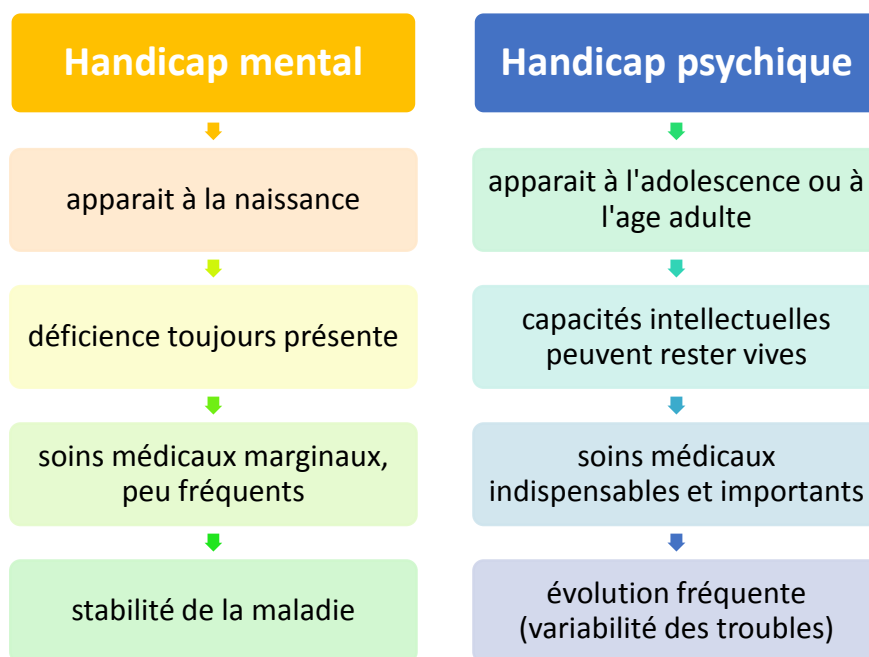 Handicap mental
apparait à la naissance
déficience toujours présente
soins médicaux marginaux,
peu fréquents
stabilité de la maladie
Handicap psychique
apparait à l'adolescence ou à
l'age adulte
capacités intellectuelles
peuvent rester vives
soins médicaux
indispensables et importants
évolution fréquente
(variabilité des troubles)